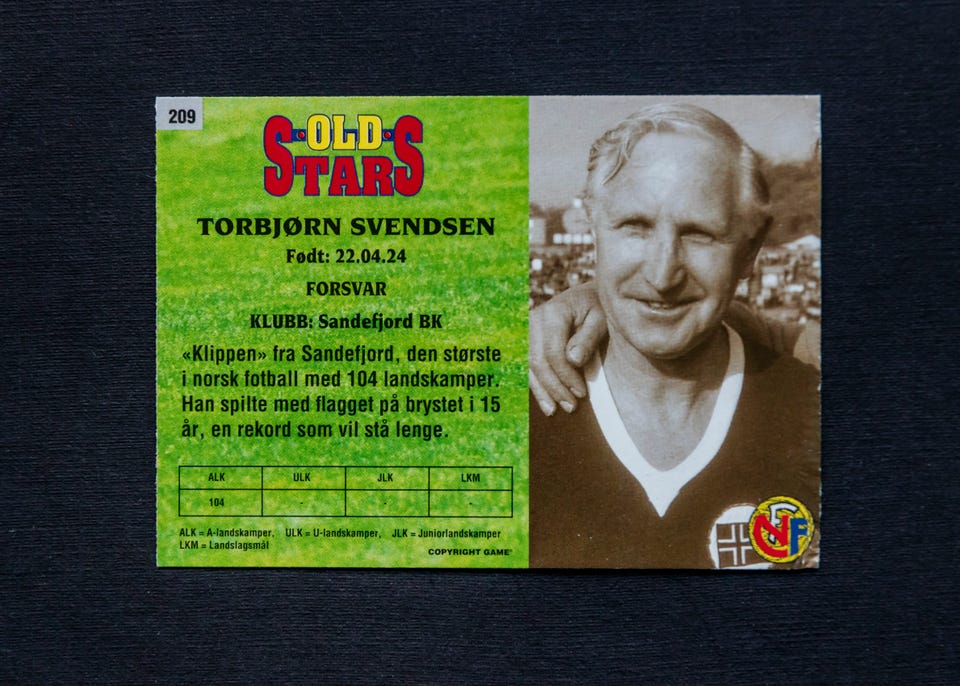 209
OLD
STARS
TORBJØRN SVENDSEN
Født: 22.04.24
FORSVAR
KLUBB: Sandefjord BK
«Klippen» fra Sandefjord, den største
i norsk fotball med 104 landskamper.
Han spilte med flagget på brystet i 15
år, en rekord som vil stå lenge.
ALK ULK JLK LKM
104 - - -
ALK = A-landskamper, ULK = U-landskamper, JLK = Juniorlandskamper
LKM = Landslagsmål
COPYRIGHT GAME
NFF